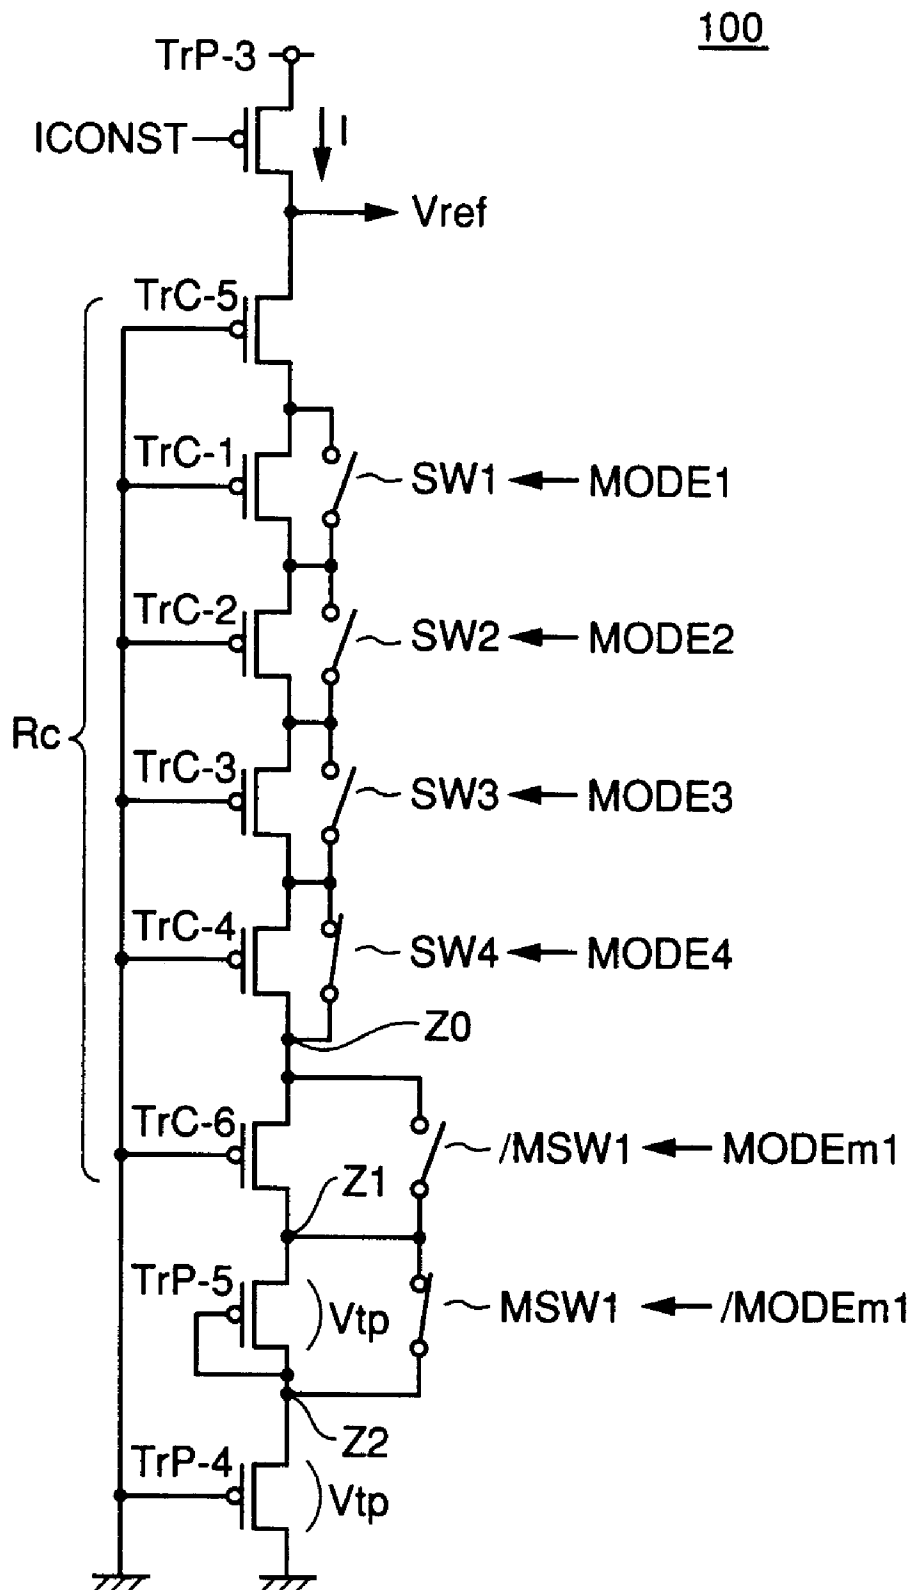 100
TrP-3
ICONST
I
Vref
TrC-5
TrC-1
SW1
MODE1
TrC-2
SW2
MODE2
Rc
TrC-3
SW3
MODE3
TrC-4
SW4
MODE4
Z0
TrC-6
/MSW1
MODEm1
Z1
TrP-5
Vtp
MSW1
/MODEm1
Z2
TrP-4
Vtp